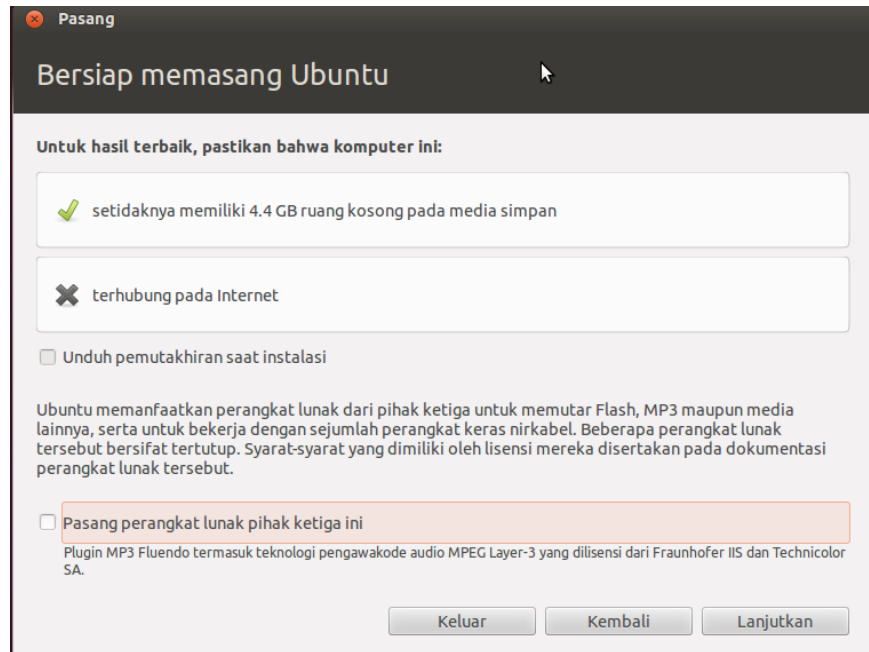 Pasang
Bersiap memasang Ubuntu
Untuk hasil terbaik, pastikan bahwa komputer ini:
setidaknya memiliki 4.4 GB ruang kosong pada media simpan
terhubung pada Internet
Unduh pemutakhiran saat instalasi
Ubuntu memanfaatkan perangkat lunak dari pihak ketiga untuk memutar Flash, MP3 maupun media
lainnya, serta untuk bekerja dengan sejumlah perangkat keras nirkabel. Beberapa perangkat lunak
tersebut bersifat tertutup. Syarat-syarat yang dimiliki oleh lisensi mereka disertakan pada dokumentasi
perangkat lunak tersebut.
Pasang perangkat lunak pihak ketiga ini
Plugin MP3 Fluendo termasuk teknologi pengawakode audio MPEG Layer-3 yang dilisensi dari Fraunhofer IIS dan Technicolor
SA.
Keluar Kembali Lanjutkan